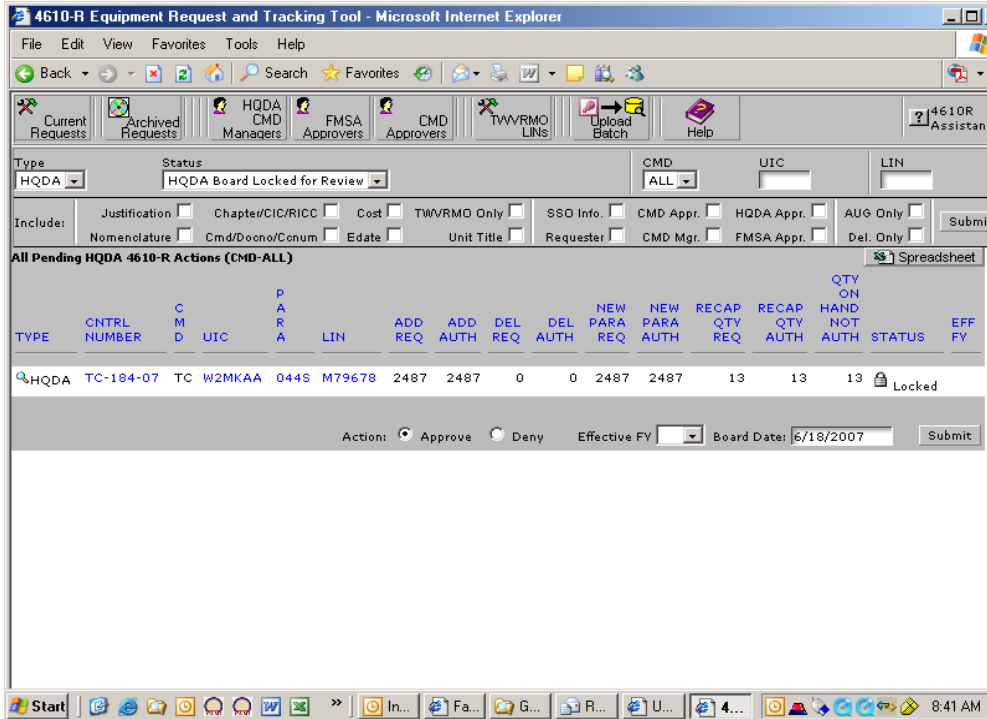 4610-R Equipment Request and Tracking Tool - Microsoft Internet Explorer
File Edit View Favorites Tools Help
Back Search Favorites
Current Requests Archived Requests HQDA CMD Managers FMSA Approvers CMD Approvers TWVRMO LINs Upload Batch Help 4610R Assistan
Type Status CMD UIC LIN
HQDA HQDA Board Locked for Review ALL
Include: Justification Chapter/CIC/RICC Cost TWVRMO Only SSO Info. CMD Appr. HQDA Appr. AUG Only
Nomenclature Cmd/Docno/Ccnum Edate Unit Title Requester CMD Mgr. FMSA Appr. Del. Only Submi
All Pending HQDA 4610-R Actions (CMD-ALL) Spreadsheet
TYPE CNTRL NUMBER CMD UIC PARA LIN ADD REQ ADD AUTH DEL REQ DEL AUTH NEW PARA REQ NEW PARA AUTH RECAP QTY REQ RECAP QTY AUTH QTY ON HAND NOT AUTH STATUS EFF FY
HQDA TC-184-07 TC W2MKAA 044S M79678 2487 2487 0 0 2487 2487 13 13 13 Locked
Action: Approve Deny Effective FY Board Date: 6/18/2007 Submit
Start W » In... Fa... G... R... U... 4... 8:41 AM